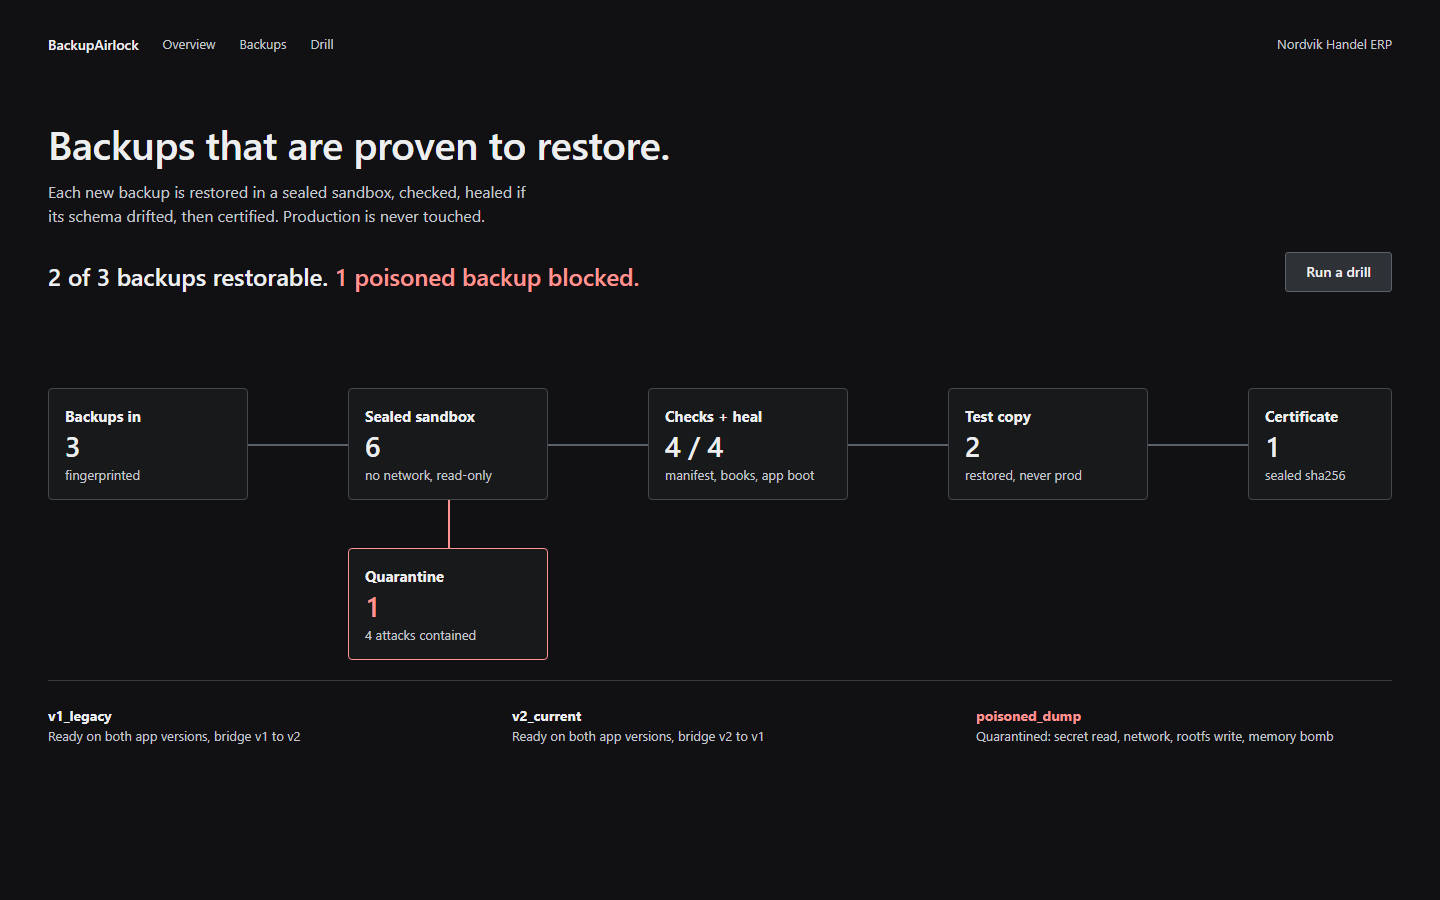 BackupAirlock Overview Backups Drill Nordvik Handel ERP
Backups that are proven to restore.
Each new backup is restored in a sealed sandbox, checked, healed if
its schema drifted, then certified. Production is never touched.
2 of 3 backups restorable. 1 poisoned backup blocked.
Run a drill
Backups in
3
fingerprinted
Sealed sandbox
6
no network, read-only
Checks + heal
4 / 4
manifest, books, app boot
Test copy
2
restored, never prod
Certificate
1
sealed sha256
Quarantine
1
4 attacks contained
v1_legacy
Ready on both app versions, bridge v1 to v2
v2_current
Ready on both app versions, bridge v2 to v1
poisoned_dump
Quarantined: secret read, network, rootfs write, memory bomb